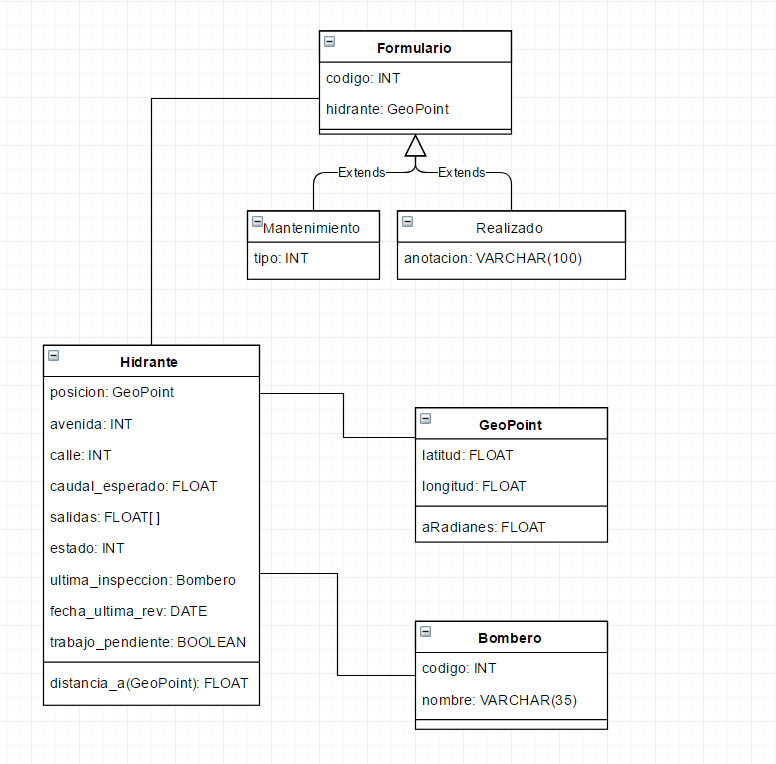 Formulario
codigo: INT
hidrante: GeoPoint
Extends
Extends
Mantenimiento
tipo: INT
Realizado
anotacion: VARCHAR(100)
Hidrante
posicion: GeoPoint
avenida: INT
calle: INT
caudal_esperado: FLOAT
salidas: FLOAT[ ]
estado: INT
ultima_inspeccion: Bombero
fecha_ultima_rev: DATE
trabajo_pendiente: BOOLEAN
distancia_a(GeoPoint): FLOAT
GeoPoint
latitud: FLOAT
longitud: FLOAT
aRadianes: FLOAT
Bombero
codigo: INT
nombre: VARCHAR(35)